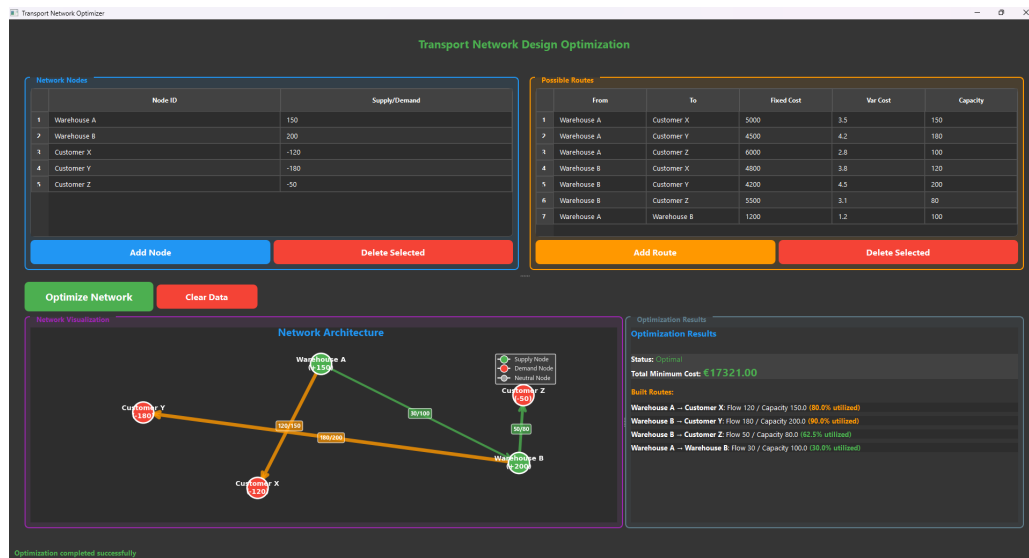 Transport Network Optimizer
Transport Network Design Optimization
Network Nodes
Node ID Supply/Demand
1 Warehouse A 150
2 Warehouse B 200
3 Customer X -120
4 Customer Y -180
5 Customer Z -50
Add Node Delete Selected
Possible Routes
From To Fixed Cost Var Cost Capacity
1 Warehouse A Customer X 5000 3.5 150
2 Warehouse A Customer Y 4500 4.2 180
3 Warehouse A Customer Z 6000 2.8 100
4 Warehouse B Customer X 4800 3.8 120
5 Warehouse B Customer Y 4200 4.5 200
6 Warehouse B Customer Z 5500 3.1 80
7 Warehouse A Warehouse B 1200 1.2 100
Add Route Delete Selected
Optimize Network Clear Data
Network Visualization
Network Architecture
Supply Node
Demand Node
Neutral Node
Warehouse A
(+150)
Customer Z
(-50)
Customer Y
(-180)
30/100
120/150
180/200
50/80
Warehouse B
(+200)
Customer X
(-120)
Optimization Results
Optimization Results
Status: Optimal
Total Minimum Cost: €17321.00
Built Routes:
Warehouse A → Customer X: Flow 120 / Capacity 150.0 (80.0% utilized)
Warehouse B → Customer Y: Flow 180 / Capacity 200.0 (90.0% utilized)
Warehouse B → Customer Z: Flow 50 / Capacity 80.0 (62.5% utilized)
Warehouse A → Warehouse B: Flow 30 / Capacity 100.0 (30.0% utilized)
Optimization completed successfully